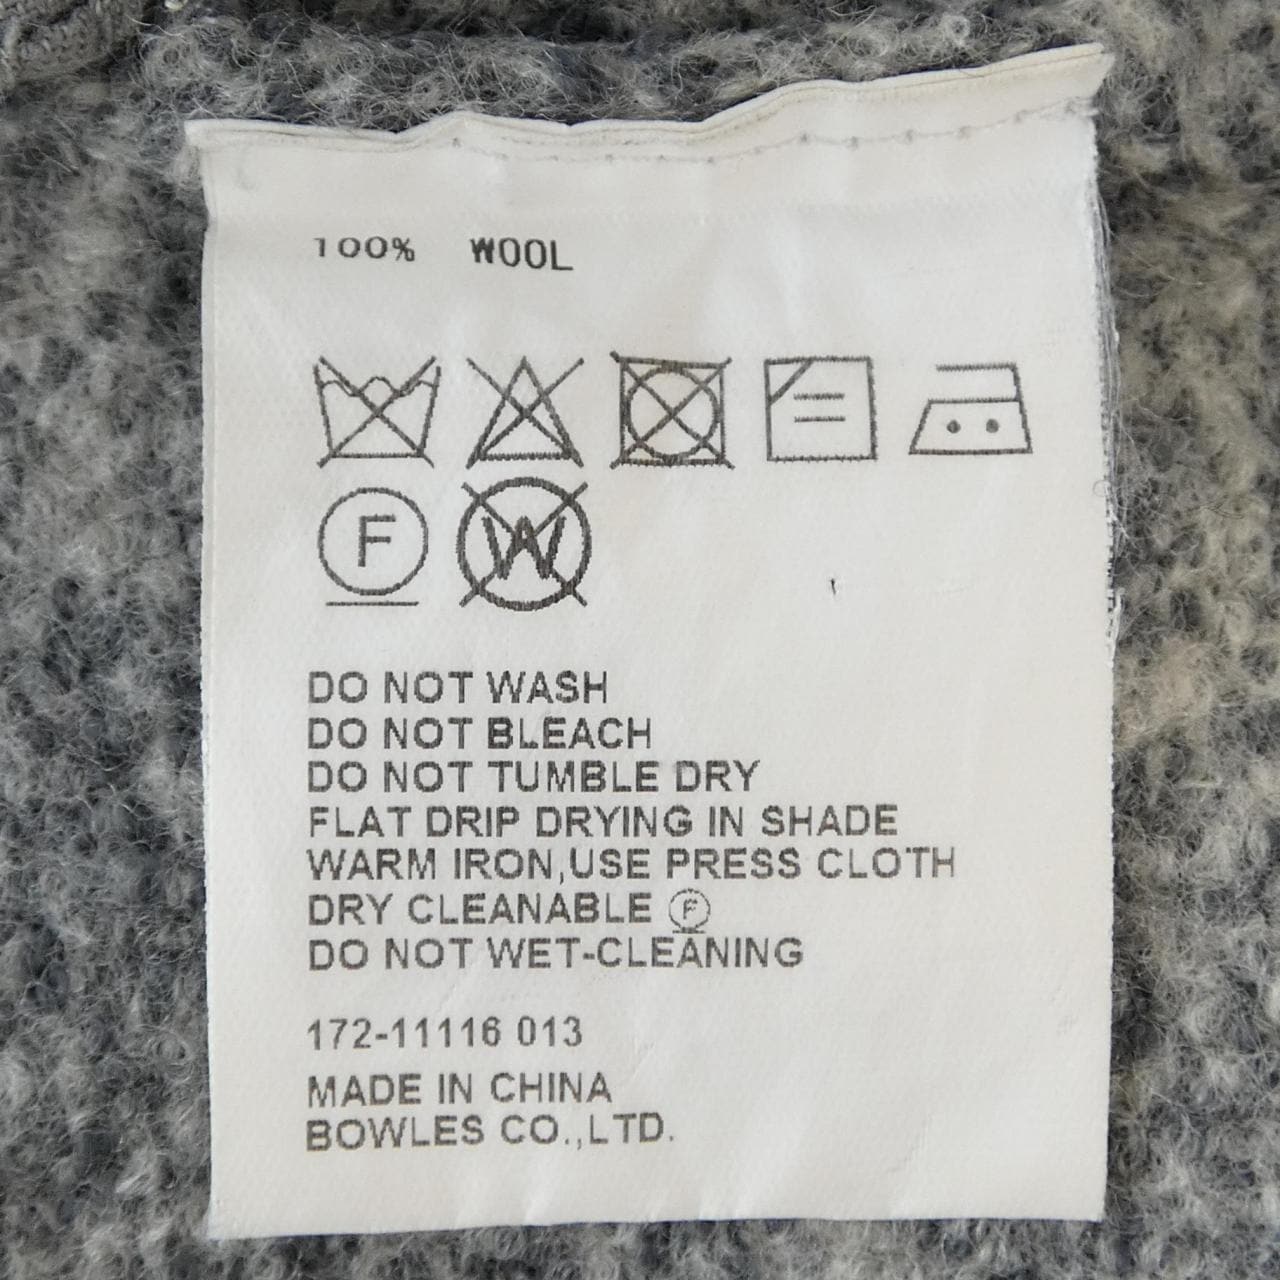 100% WOOL
F W
DO NOT WASH
DO NOT BLEACH
DO NOT TUMBLE DRY
FLAT DRIP DRYING IN SHADE
WARM IRON,USE PRESS CLOTH
DRY CLEANABLE F
DO NOT WET-CLEANING
172-11116 013
MADE IN CHINA
BOWLES CO.,LTD.